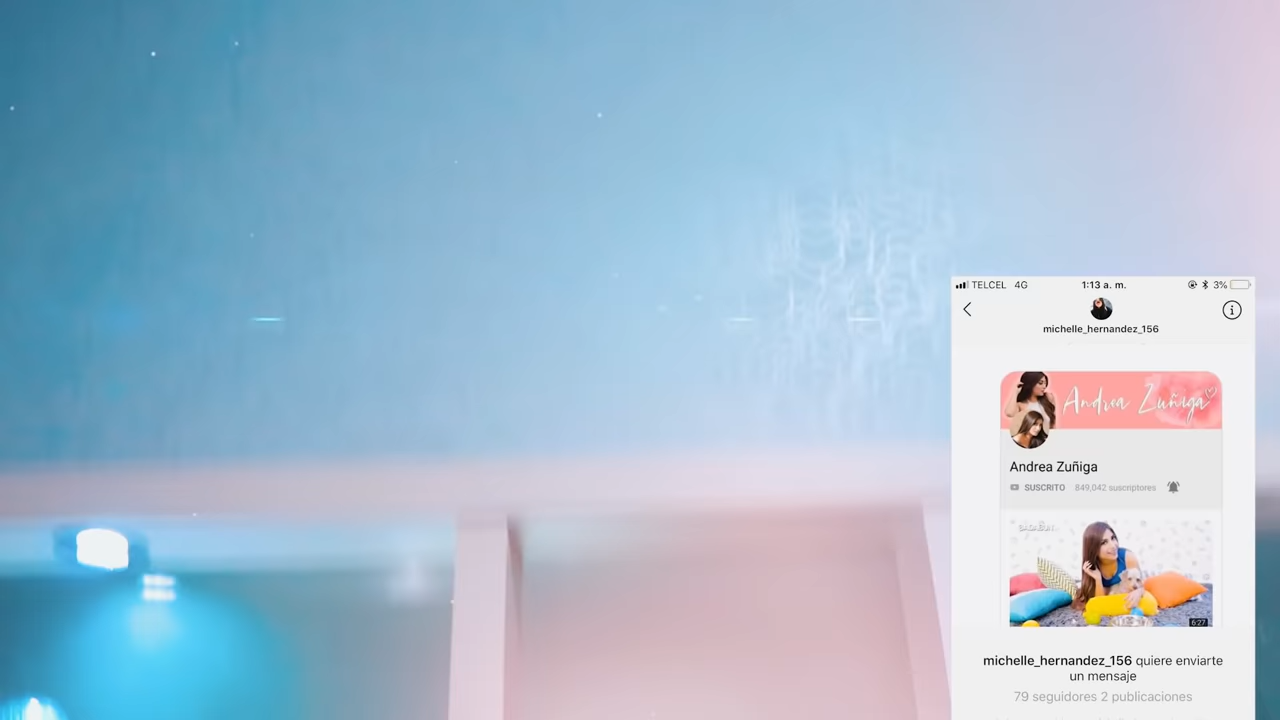 TELCEL 4G 1:13 a. m. 3%
michelle_hernandez_156
Andrea Zuñiga
Andrea Zuñiga
SUSCRITO 849,042 suscriptores
BADABUN
6:27
michelle_hernandez_156 quiere enviarte
un mensaje
79 seguidores 2 publicaciones